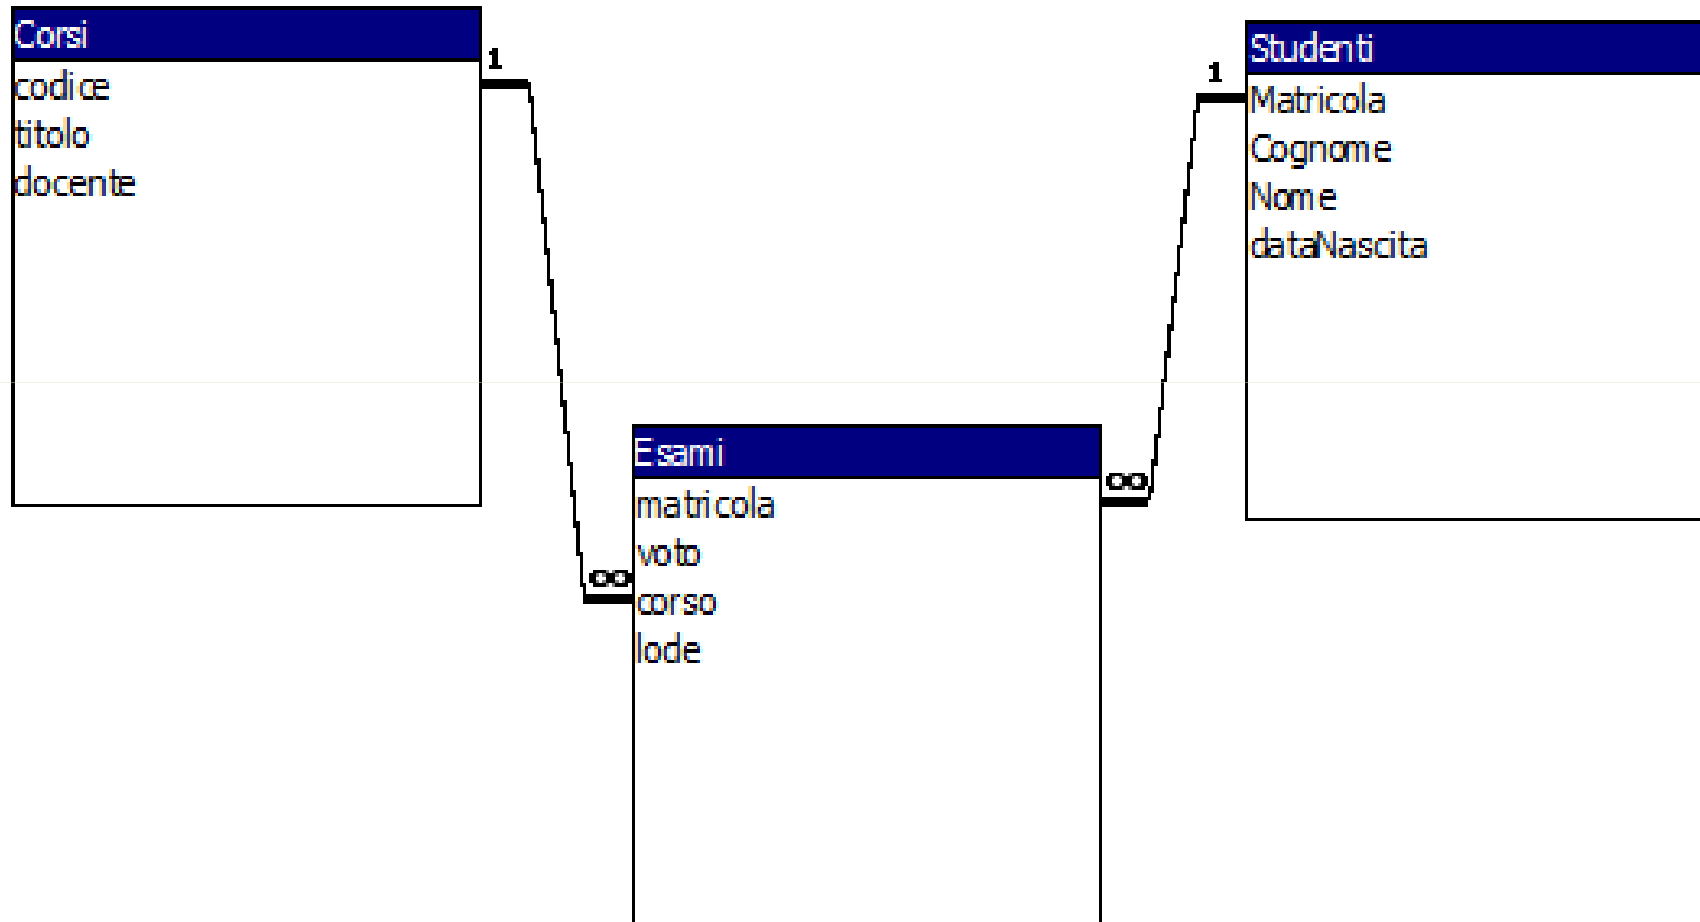 Corsi
codice
titolo
docente
1
Studenti
Matricola
Cognome
Nome
dataNascita
1
Esami
matricola
voto
corso
lode
∞
∞